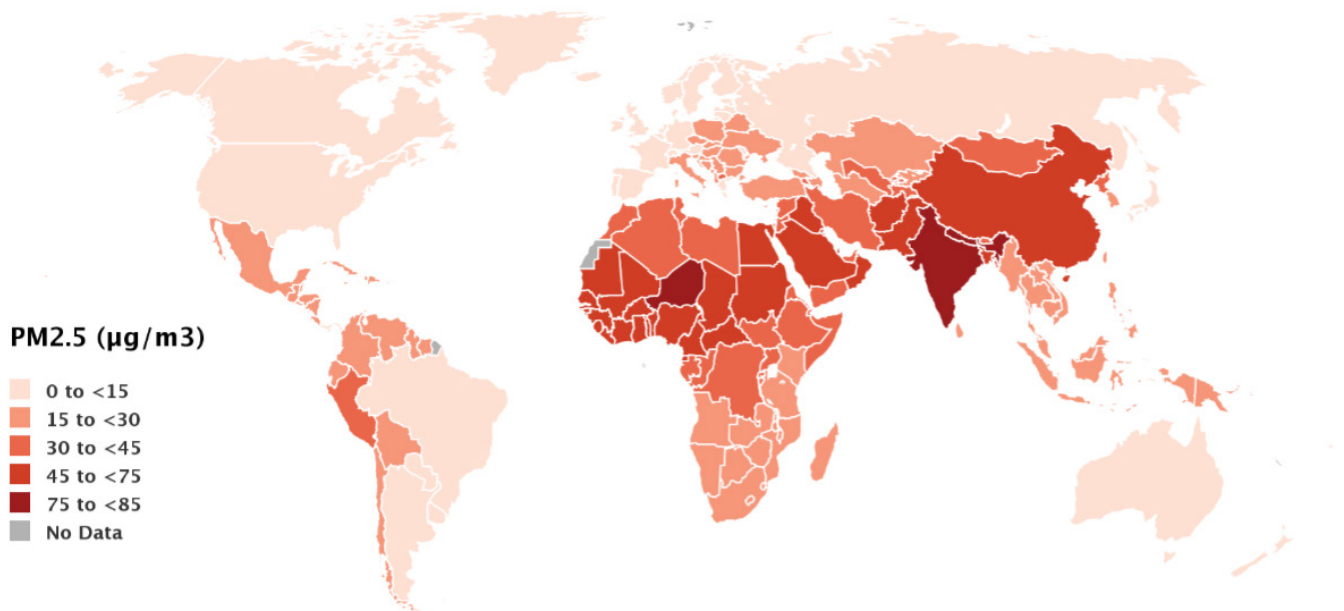 PM2.5 (µg/m3)
0 to <15
15 to <30
30 to <45
45 to <75
75 to <85
No Data